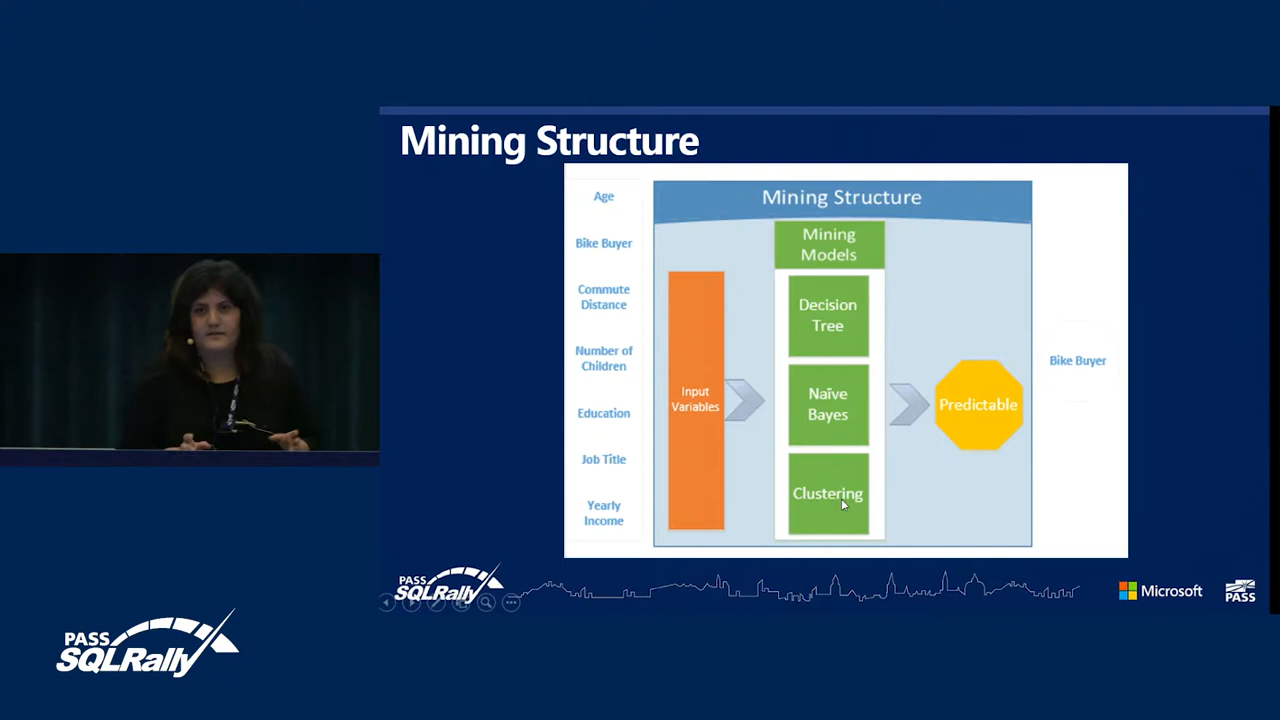 Mining Structure
Age
Bike Buyer
Commute
Distance
Number of
Children
Education
Job Title
Yearly
Income
Mining Structure
Mining
Models
Input
Variables
Decision
Tree
Naïve
Bayes
Clustering
Predictable
Bike Buyer
PASS
SQLRally
Microsoft
PASS
PASS
SQLRally